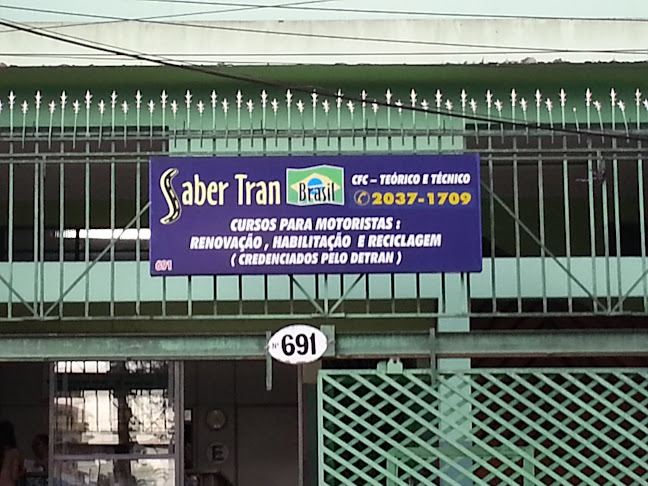 Saber Tran Brasil CFC – TEÓRICO E TÉCNICO
2037-1709
CURSOS PARA MOTORISTAS :
RENOVAÇÃO , HABILITAÇÃO E RECICLAGEM
( CREDENCIADOS PELO DETRAN )
691
Nº 691
E